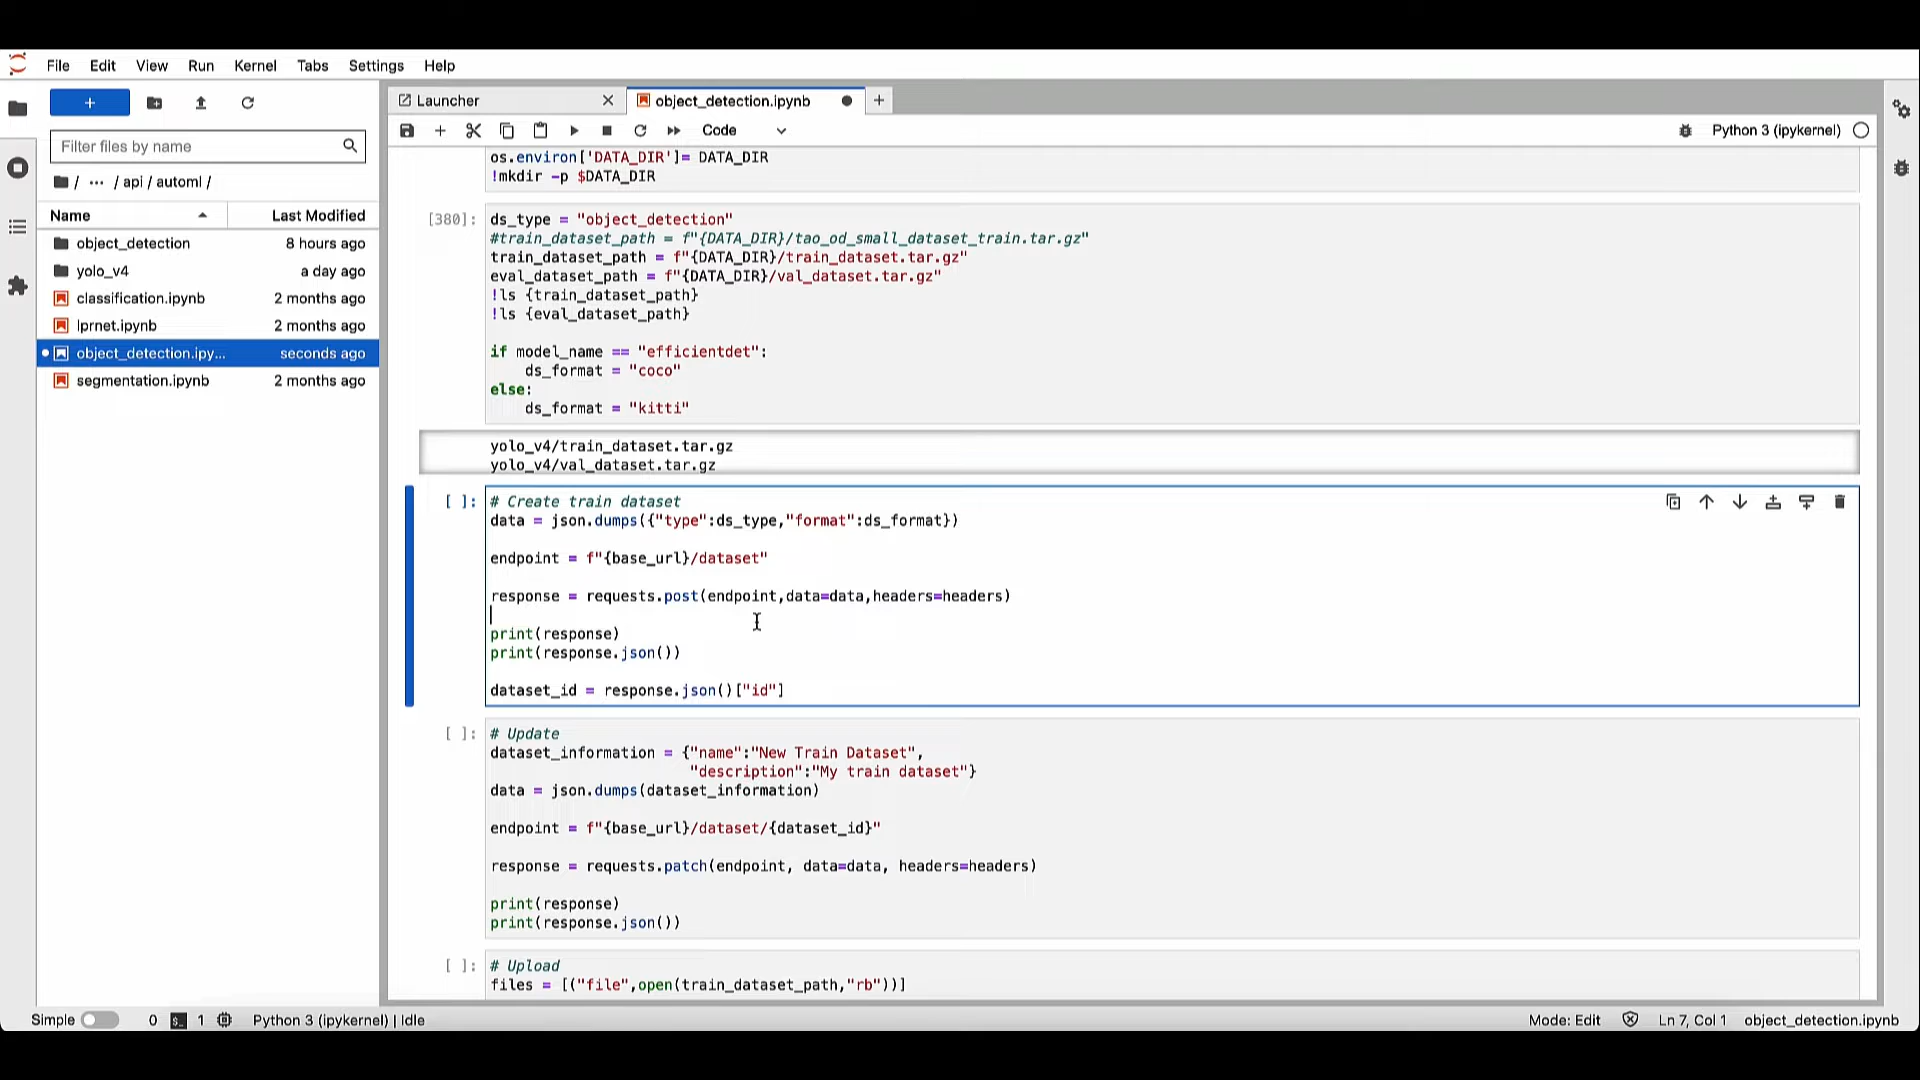 File Edit View Run Kernel Tabs Settings Help
+
Filter files by name
/ ··· / api / automl /
Name Last Modified
object_detection 8 hours ago
yolo_v4 a day ago
classification.ipynb 2 months ago
lprnet.ipynb 2 months ago
object_detection.ipy... seconds ago
segmentation.ipynb 2 months ago
Launcher
object_detection.ipynb
Code
Python 3 (ipykernel)
os.environ['DATA_DIR']= DATA_DIR
!mkdir -p $DATA_DIR
[380]: ds_type = "object_detection"
#train_dataset_path = f"{DATA_DIR}/tao_od_small_dataset_train.tar.gz"
train_dataset_path = f"{DATA_DIR}/train_dataset.tar.gz"
eval_dataset_path = f"{DATA_DIR}/val_dataset.tar.gz"
!ls {train_dataset_path}
!ls {eval_dataset_path}
if model_name == "efficientdet":
ds_format = "coco"
else:
ds_format = "kitti"
yolo_v4/train_dataset.tar.gz
yolo_v4/val_dataset.tar.gz
[ ]: # Create train dataset
data = json.dumps({"type":ds_type,"format":ds_format})
endpoint = f"{base_url}/dataset"
response = requests.post(endpoint,data=data,headers=headers)
print(response)
print(response.json())
dataset_id = response.json()["id"]
[ ]: # Update
dataset_information = {"name":"New Train Dataset",
"description":"My train dataset"}
data = json.dumps(dataset_information)
endpoint = f"{base_url}/dataset/{dataset_id}"
response = requests.patch(endpoint, data=data, headers=headers)
print(response)
print(response.json())
[ ]: # Upload
files = [("file",open(train_dataset_path,"rb"))]
Simple 0 1 Python 3 (ipykernel) | Idle
Mode: Edit Ln 7, Col 1 object_detection.ipynb